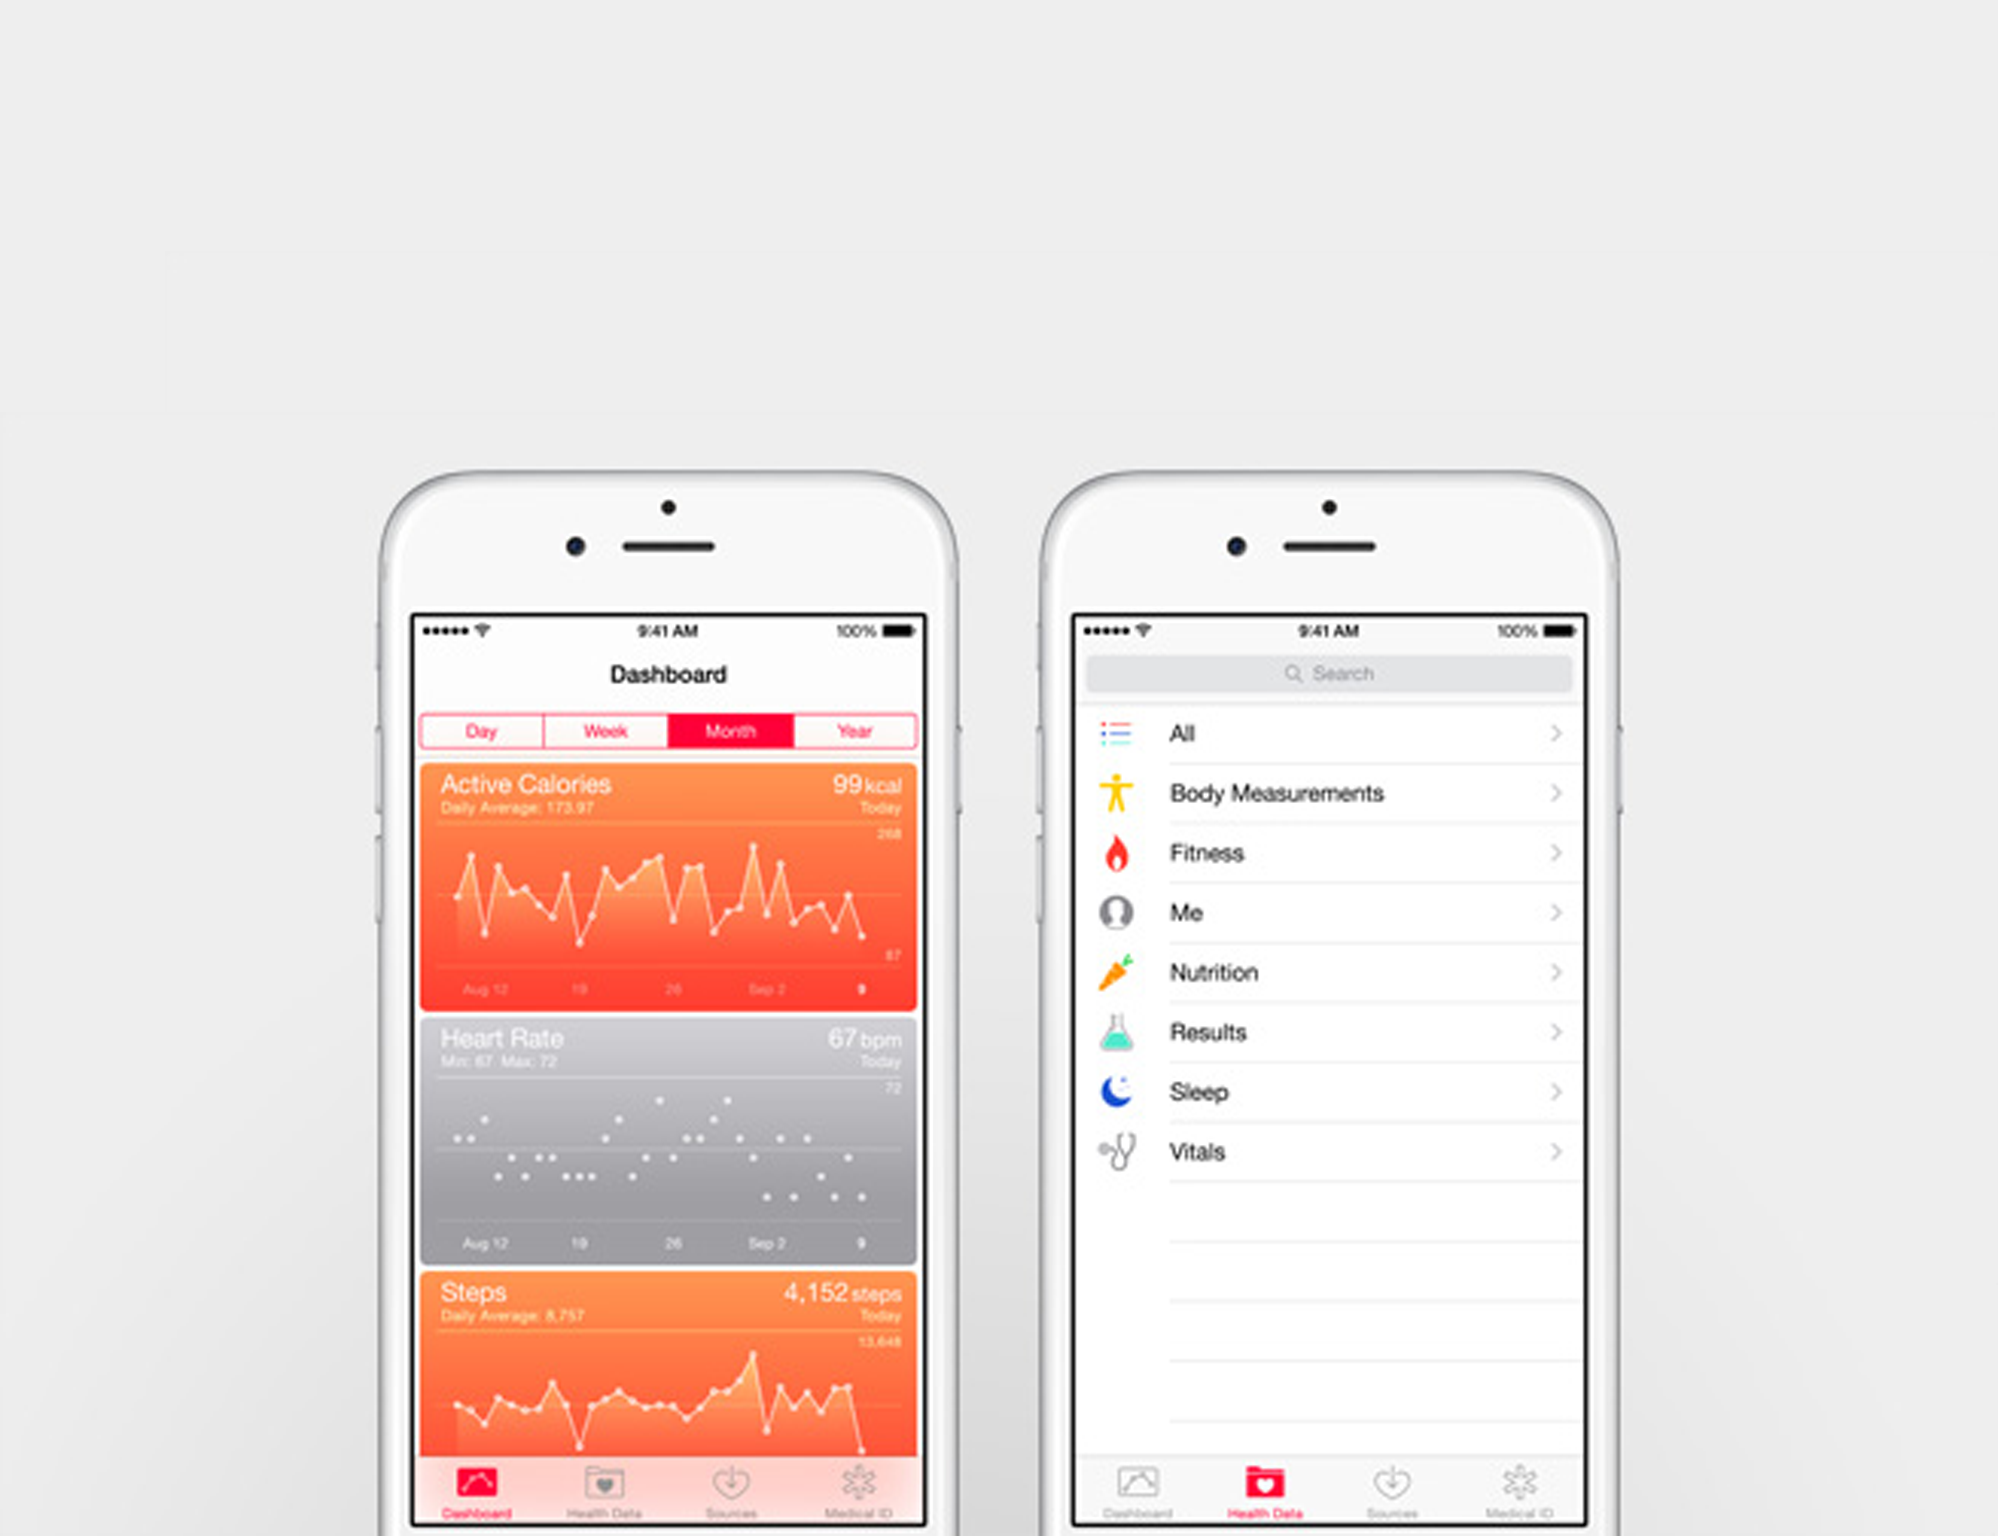 9:41 AM 100%
Dashboard
Day Week Month Year
Active Calories 99 kcal
Daily Average: 173.97 Today
268
87
Aug 12 19 26 Sep 2 9
Heart Rate 67 bpm
Min: 67 Max: 72 Today
72
Aug 12 19 26 Sep 2 9
Steps 4,152 steps
Daily Average: 8,757 Today
13,648
Dashboard Health Data Sources Medical ID
9:41 AM 100%
Search
All
Body Measurements
Fitness
Me
Nutrition
Results
Sleep
Vitals
Dashboard Health Data Sources Medical ID